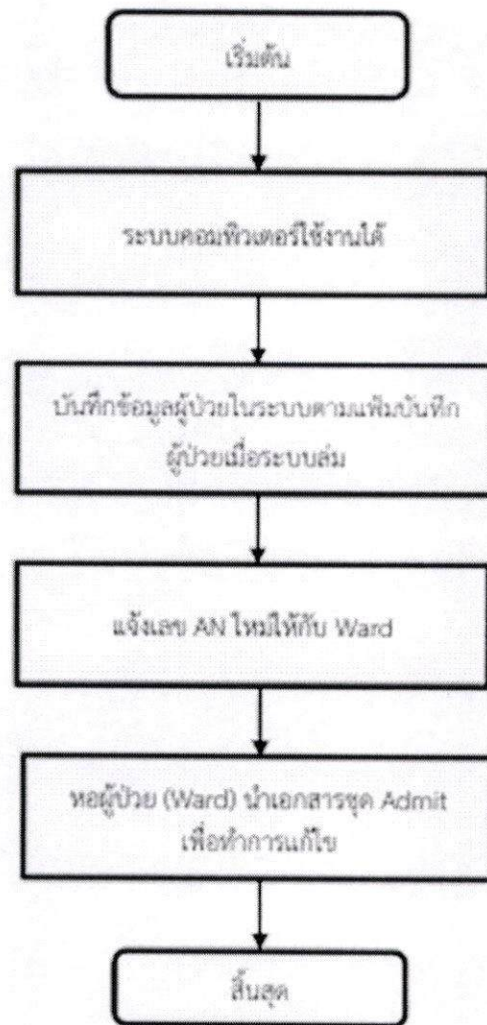 เริ่มต้น
ระบบคอมพิวเตอร์ใช้งานได้
บันทึกข้อมูลผู้ป่วยในระบบตามแฟ้มบันทึก
ผู้ป่วยเมื่อระบบล่ม
แจ้งเลข AN ใหม่ให้กับ Ward
หอผู้ป่วย (Ward) นำเอกสารชุด Admit
เพื่อทำการแก้ไข
สิ้นสุด